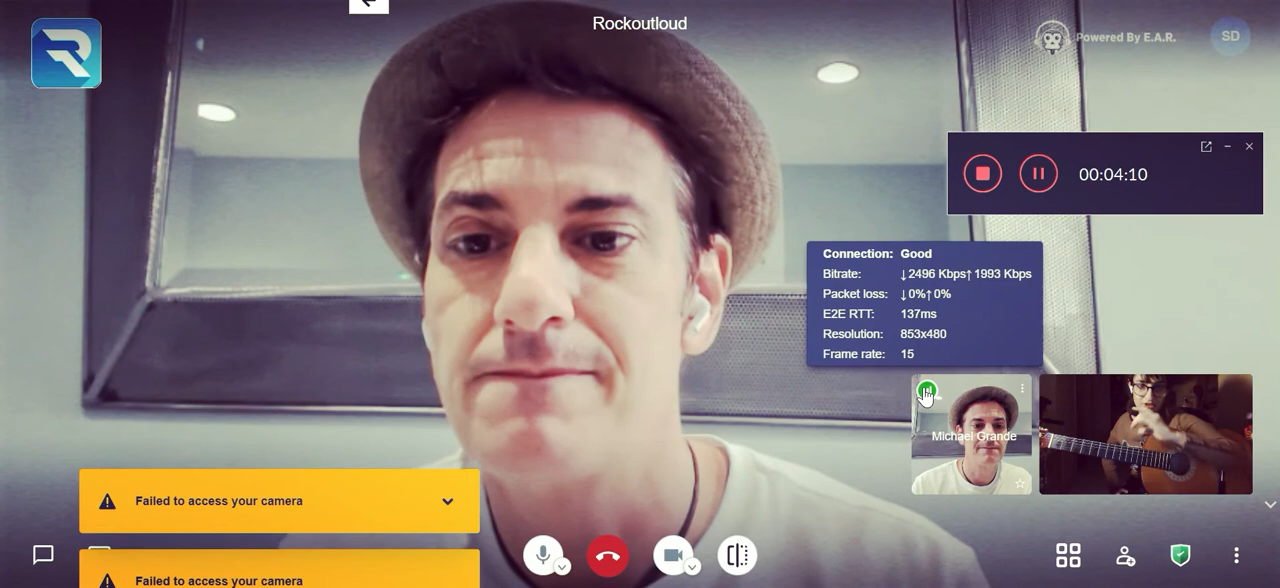 Rockoutloud
Powered By E.A.R.
SD
00:04:10
Connection: Good
Bitrate: ↓2496 Kbps↑1993 Kbps
Packet loss: ↓0%↑0%
E2E RTT: 137ms
Resolution: 853x480
Frame rate: 15
Michael Grande
Failed to access your camera
Failed to access your camera